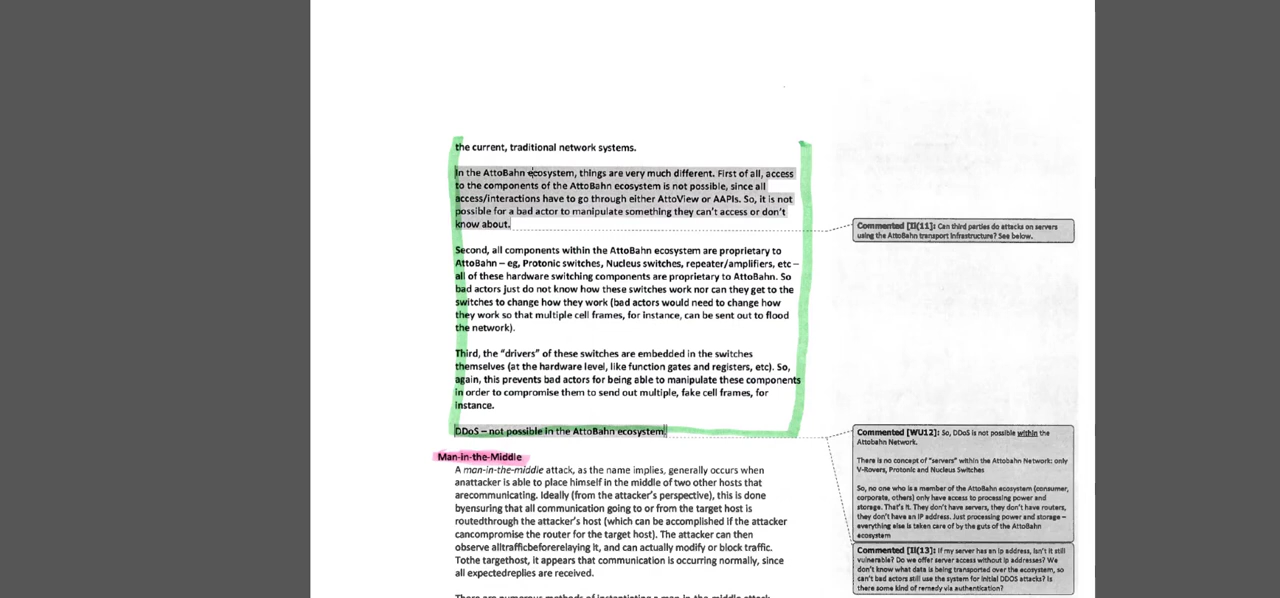 the current, traditional network systems.
In the AttoBahn ecosystem, things are very much different. First of all, access
to the components of the AttoBahn ecosystem is not possible, since all
access/interactions have to go through either AttoView or AAPIs. So, it is not
possible for a bad actor to manipulate something they can't access or don't
know about.
Commented [II(11]: Can third parties do attacks on servers
using the AttoBahn transport infrastructure? See below.
Second, all components within the AttoBahn ecosystem are proprietary to
AttoBahn – eg, Protonic switches, Nucleus switches, repeater/amplifiers, etc –
all of these hardware switching components are proprietary to AttoBahn. So
bad actors just do not know how these switches work nor can they get to the
switches to change how they work (bad actors would need to change how
they work so that multiple cell frames, for instance, can be sent out to flood
the network).
Third, the "drivers" of these switches are embedded in the switches
themselves (at the hardware level, like function gates and registers, etc). So,
again, this prevents bad actors for being able to manipulate these components
in order to compromise them to send out multiple, fake cell frames, for
instance.
DDoS – not possible in the AttoBahn ecosystem
Commented [WU12]: So, DDoS is not possible within the
Attobahn Network.
There is no concept of "servers" within the Attobahn Network: only
V-Rovers, Protonic and Nucleus Switches
So, no one who is a member of the AttoBahn ecosystem (consumer,
corporate, others) only have access to processing power and
storage. That's it. They don't have servers, they don't have routers,
they don't have an IP address. Just processing power and storage –
everything else is taken care of by the guts of the AttoBahn
ecosystem
Commented [II(13]: If my server has an ip address, isn't it still
vulnerable? Do we offer server access without ip addresses? We
don't know what data is being transported over the ecosystem, so
can't bad actors still use the system for initial DDOS attacks? Is
there some kind of remedy via authentication?
Man-in-the-Middle
A man-in-the-middle attack, as the name implies, generally occurs when
anattacker is able to place himself in the middle of two other hosts that
arecommunicating. Ideally (from the attacker's perspective), this is done
byensuring that all communication going to or from the target host is
routedthrough the attacker's host (which can be accomplished if the attacker
cancompromise the router for the target host). The attacker can then
observe alltrafficbeforerelaying it, and can actually modify or block traffic.
Tothe targethost, it appears that communication is occurring normally, since
all expectedreplies are received.